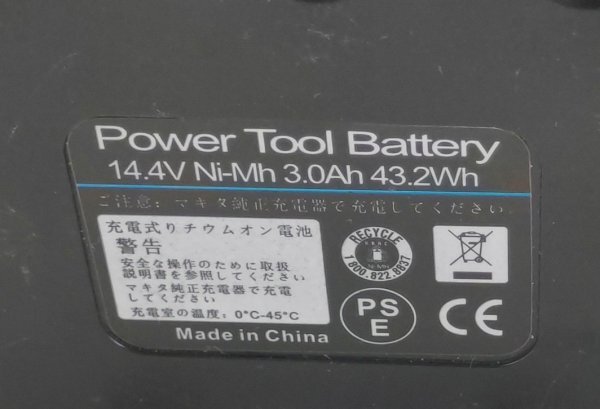 Power Tool Battery
14.4V Ni-Mh 3.0Ah 43.2Wh
ご注意: マキタ純正充電器で充電してください
充電式リチウムオン電池
警告
安全な操作のために取扱
説明書を参照してください
マキタ純正充電器で充電
してください
充電室の温度: 0°C-45°C
RECYCLE
RBRC
Ni-MH
1.800.822.8837
PS
E
CE
Made in China